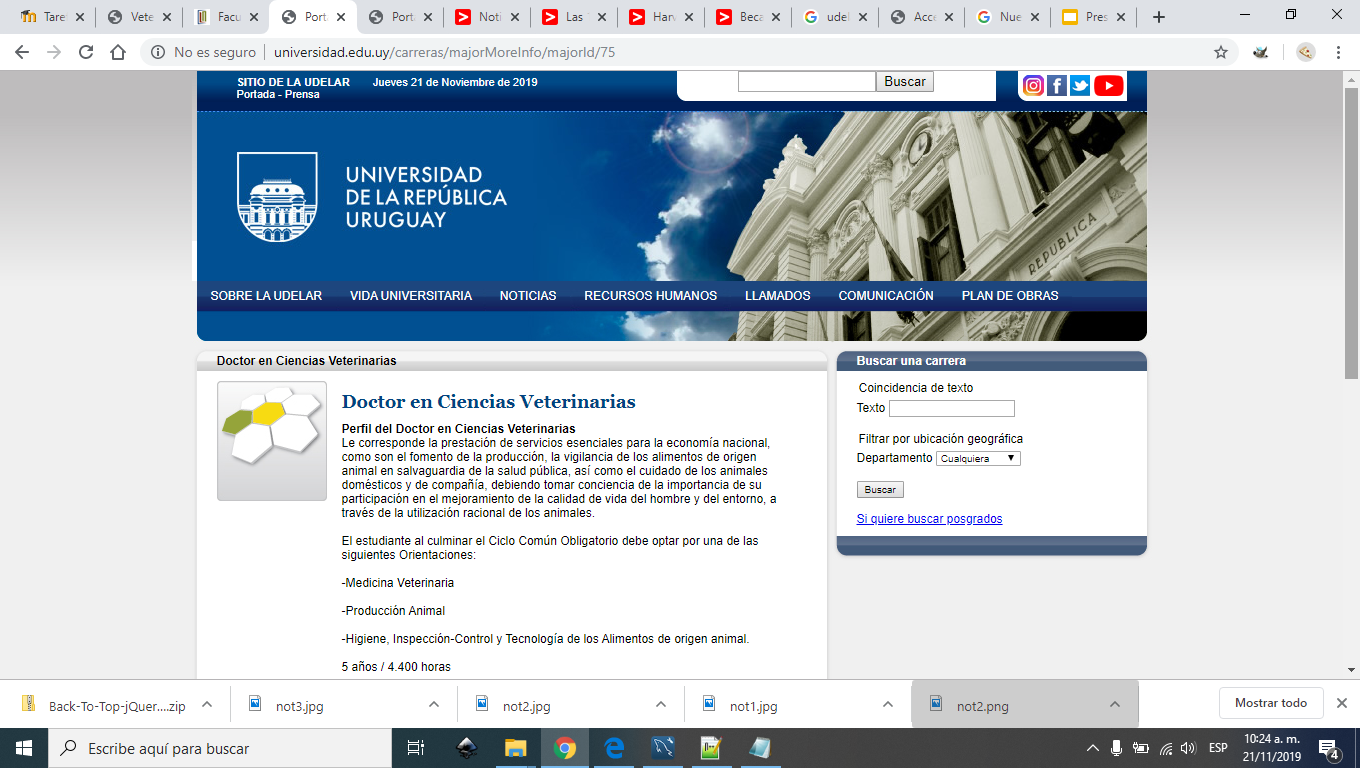 Tare
Vete
Facu
Port
Port
Noti
Las
Harv
Beca
udel
Acce
Nue
Pres
No es seguro
universidad.edu.uy/carreras/majorMoreInfo/majorId/75
SITIO DE LA UDELAR
Jueves 21 de Noviembre de 2019
Portada - Prensa
Buscar
UNIVERSIDAD
DE LA REPÚBLICA
URUGUAY
REPUBLICA
SOBRE LA UDELAR
VIDA UNIVERSITARIA
NOTICIAS
RECURSOS HUMANOS
LLAMADOS
COMUNICACIÓN
PLAN DE OBRAS
Doctor en Ciencias Veterinarias
Doctor en Ciencias Veterinarias
Perfil del Doctor en Ciencias Veterinarias
Le corresponde la prestación de servicios esenciales para la economía nacional,
como son el fomento de la producción, la vigilancia de los alimentos de origen
animal en salvaguardia de la salud pública, así como el cuidado de los animales
domésticos y de compañía, debiendo tomar conciencia de la importancia de su
participación en el mejoramiento de la calidad de vida del hombre y del entorno, a
través de la utilización racional de los animales.
El estudiante al culminar el Ciclo Común Obligatorio debe optar por una de las
siguientes Orientaciones:
-Medicina Veterinaria
-Producción Animal
-Higiene, Inspección-Control y Tecnología de los Alimentos de origen animal.
5 años / 4.400 horas
Buscar una carrera
Coincidencia de texto
Texto
Filtrar por ubicación geográfica
Departamento Cualquiera
Buscar
Si quiere buscar posgrados
Back-To-Top-jQuer....zip
not3.jpg
not2.jpg
not1.jpg
not2.png
Mostrar todo
Escribe aquí para buscar
ESP
10:24 a. m.
21/11/2019
4